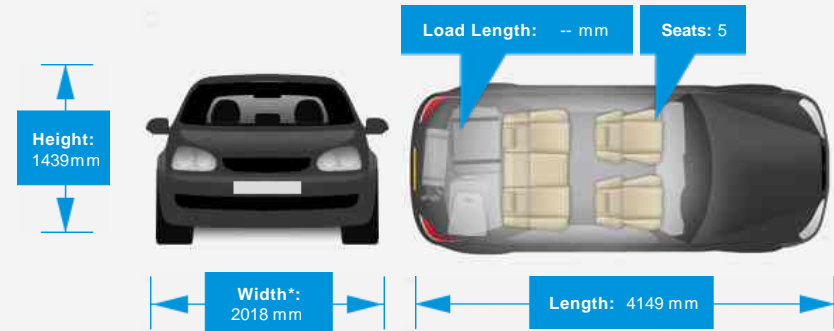 Load Length: -- mm
Seats: 5
Height:
1439mm
Width*:
2018 mm
Length: 4149 mm